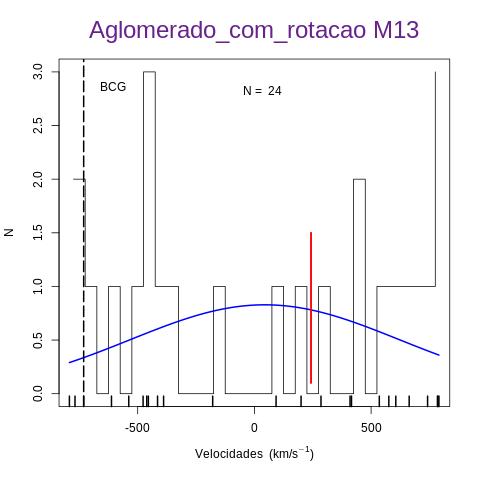 Aglomerado_com_rotacao M13
BCG
N = 24
3.0
2.5
2.0
1.5
1.0
0.5
0.0
N
-500 0 500
Velocidades (km/s⁻¹)